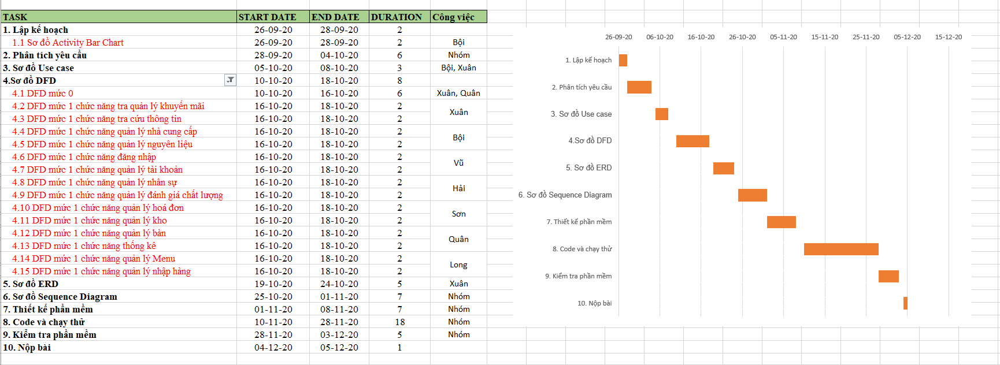 TASK START DATE END DATE DURATION Công việc
1. Lập kế hoạch 26-09-20 28-09-20 2
1.1 Sơ đồ Activity Bar Chart 26-09-20 28-09-20 2 Bội
2. Phân tích yêu cầu 28-09-20 04-10-20 6 Nhóm
3. Sơ đồ Use case 05-10-20 08-10-20 3 Bội, Xuân
4.Sơ đồ DFD 10-10-20 18-10-20 8
4.1 DFD mức 0 10-10-20 16-10-20 6 Xuân, Quân
4.2 DFD mức 1 chức năng tra quản lý khuyến mãi 16-10-20 18-10-20 2
Xuân
4.3 DFD mức 1 chức năng tra cứu thông tin 16-10-20 18-10-20 2
4.4 DFD mức 1 chức năng quản lý nhà cung cấp 16-10-20 18-10-20 2
Bội
4.5 DFD mức 1 chức năng quản lý nguyên liệu 16-10-20 18-10-20 2
4.6 DFD mức 1 chức năng đăng nhập 16-10-20 18-10-20 2
Vũ
4.7 DFD mức 1 chức năng quản lý tài khoản 16-10-20 18-10-20 2
4.8 DFD mức 1 chức năng quản lý nhân sự 16-10-20 18-10-20 2
Hải
4.9 DFD mức 1 chức năng quản lý đánh giá chất lượng 16-10-20 18-10-20 2
4.10 DFD mức 1 chức năng quản lý hoá đơn 16-10-20 18-10-20 2
Sơn
4.11 DFD mức 1 chức năng quản lý kho 16-10-20 18-10-20 2
4.12 DFD mức 1 chức năng quản lý bàn 16-10-20 18-10-20 2
Quân
4.13 DFD mức 1 chức năng thống kê 16-10-20 18-10-20 2
4.14 DFD mức 1 chức năng quản lý Menu 16-10-20 18-10-20 2
Long
4.15 DFD mức 1 chức năng quản lý nhập hàng 16-10-20 18-10-20 2
5. Sơ đồ ERD 19-10-20 24-10-20 5 Xuân
6. Sơ đồ Sequence Diagram 25-10-20 01-11-20 7 Nhóm
7. Thiết kế phần mềm 01-11-20 08-11-20 7 Nhóm
8. Code và chạy thử 10-11-20 28-11-20 18 Nhóm
9. Kiểm tra phần mềm 28-11-20 03-12-20 5 Nhóm
10. Nộp bài 04-12-20 05-12-20 1
26-09-20 06-10-20 16-10-20 26-10-20 05-11-20 15-11-20 25-11-20 05-12-20 15-12-20
1. Lập kế hoạch
2. Phân tích yêu cầu
3. Sơ đồ Use case
4.Sơ đồ DFD
5. Sơ đồ ERD
6. Sơ đồ Sequence Diagram
7. Thiết kế phần mềm
8. Code và chạy thử
9. Kiểm tra phần mềm
10. Nộp bài